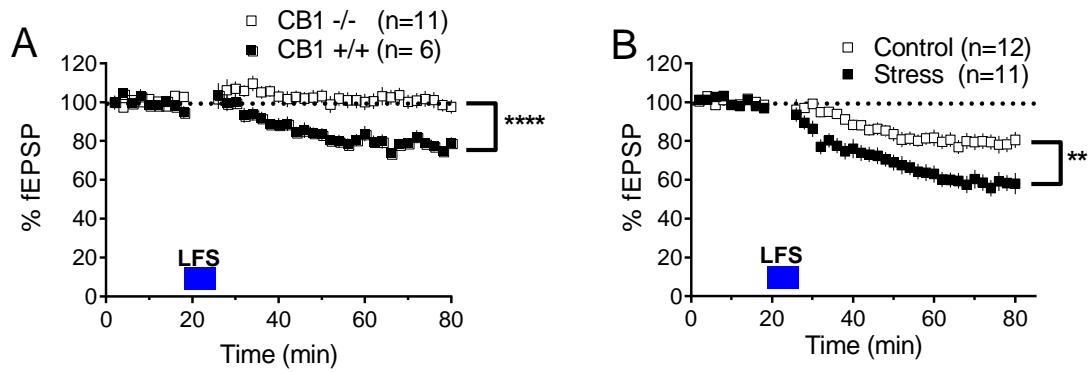 A
CB1 -/- (n=11)
CB1 +/+ (n= 6)
120
100
80
60
40
20
0
% fEPSP
LFS
****
0 20 40 60 80
Time (min)
B
Control (n=12)
Stress (n=11)
120
100
80
60
40
20
0
% fEPSP
LFS
**
0 20 40 60 80
Time (min)